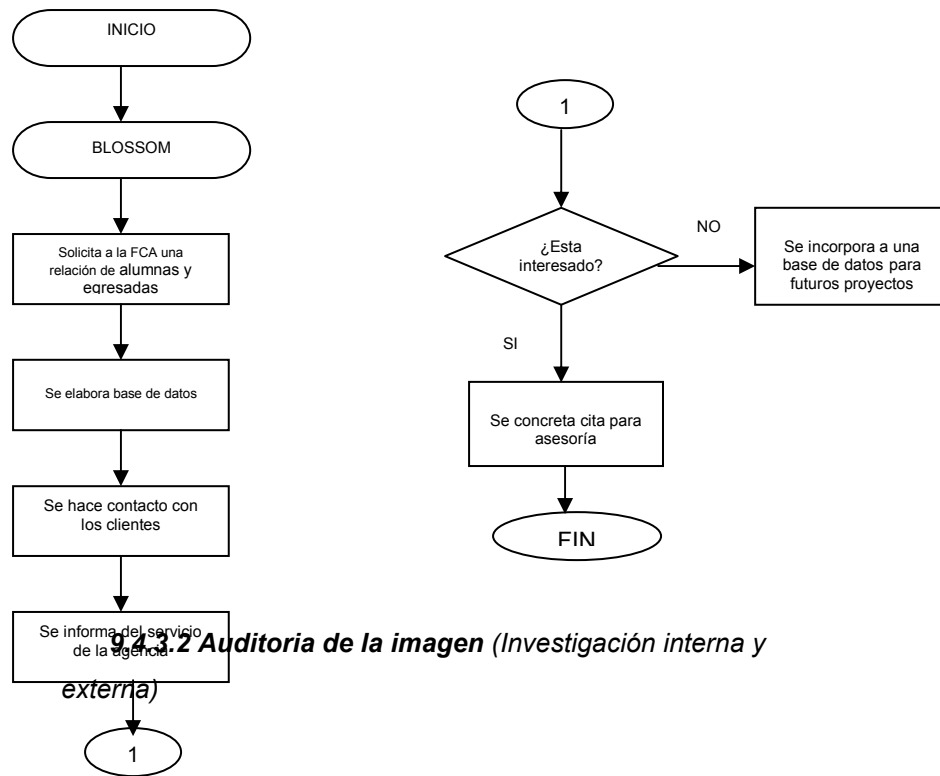 INICIO
BLOSSOM
Solicita a la FCA una
relación de alumnas y
egresadas
Se elabora base de datos
Se hace contacto con
los clientes
Se informa del servicio
de la agencia
1
1
¿Esta
interesado?
NO
Se incorpora a una
base de datos para
futuros proyectos
SI
Se concreta cita para
asesoría
FIN
9.4.3.2 Auditoria de la imagen (Investigación interna y
externa)